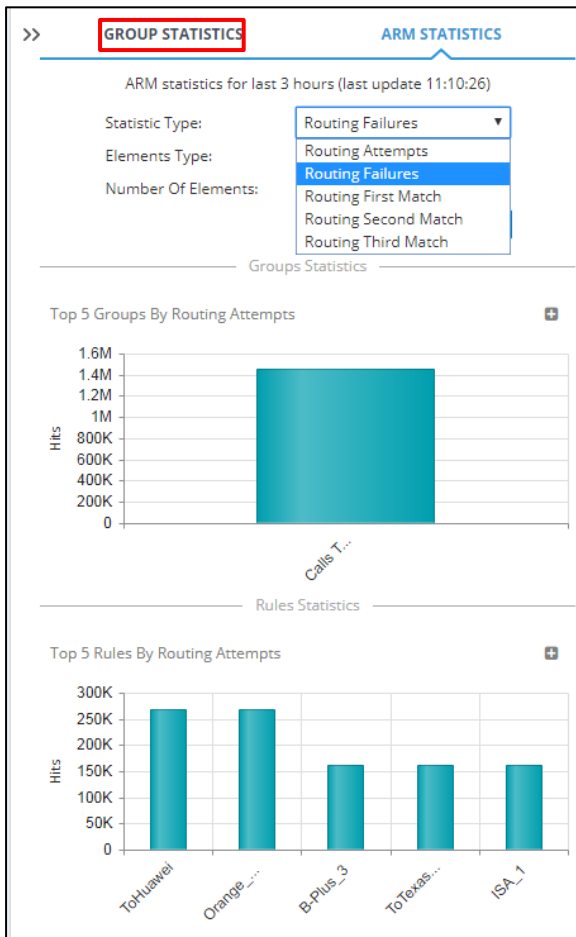 GROUP STATISTICS
ARM STATISTICS
ARM statistics for last 3 hours (last update 11:10:26)
Statistic Type:
Routing Failures
Elements Type:
Number Of Elements:
Routing Attempts
Routing Failures
Routing First Match
Routing Second Match
Routing Third Match
Groups Statistics
Top 5 Groups By Routing Attempts
1.6M
1.4M
1.2M
1M
800K
600K
400K
200K
0
Hits
Calls T...
Rules Statistics
Top 5 Rules By Routing Attempts
300K
250K
200K
150K
100K
50K
0
Hits
ToHuawei
Orange_...
B-Plus_3
ToTexas...
ISA_1